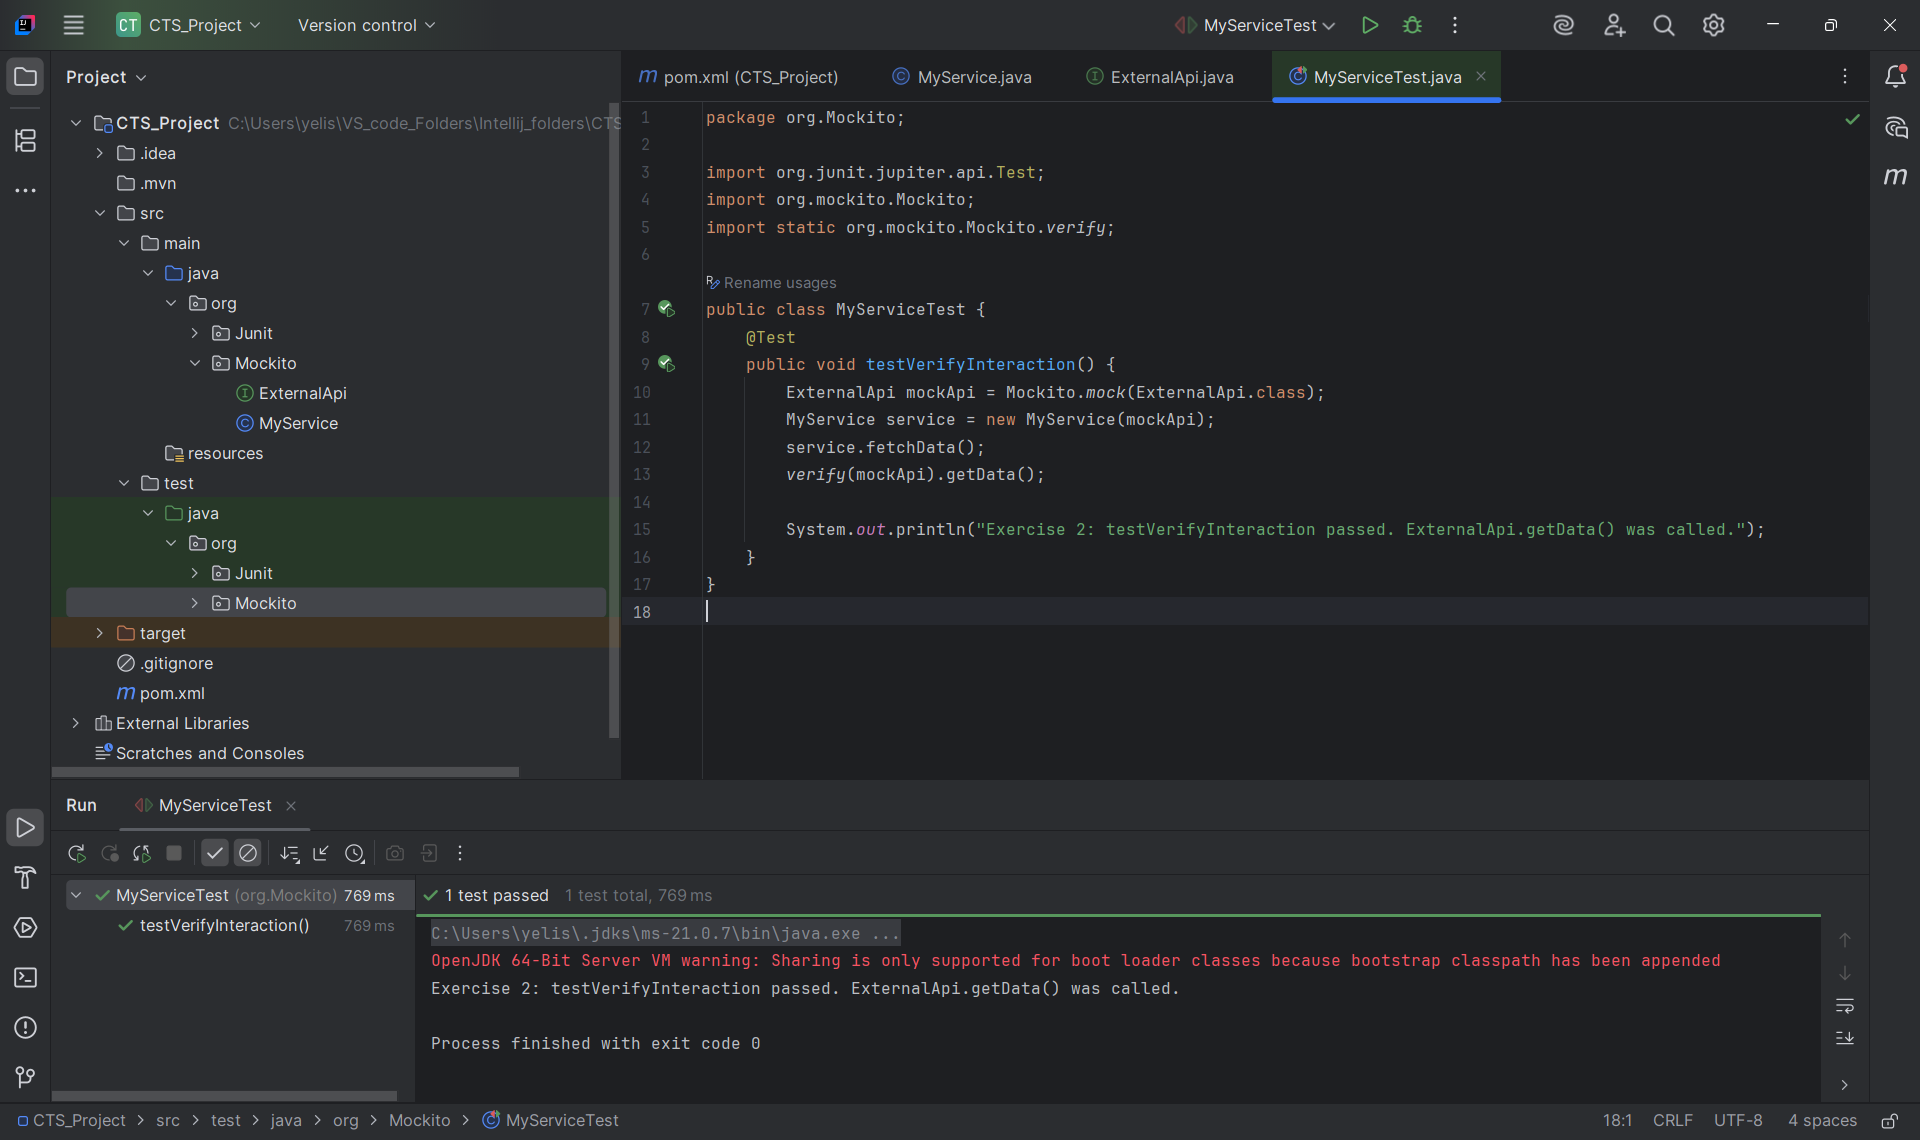 CT CTS_Project Version control MyServiceTest
Project
pom.xml (CTS_Project) MyService.java ExternalApi.java MyServiceTest.java
CTS_Project C:\Users\yelis\VS_code_Folders\Intellij_folders\CTS
.idea
.mvn
src
main
java
org
Junit
Mockito
ExternalApi
MyService
resources
test
java
org
Junit
Mockito
target
.gitignore
pom.xml
External Libraries
Scratches and Consoles
1 package org.Mockito;
2
3 import org.junit.jupiter.api.Test;
4 import org.mockito.Mockito;
5 import static org.mockito.Mockito.verify;
6
Rename usages
7 public class MyServiceTest {
8 @Test
9 public void testVerifyInteraction() {
10 ExternalApi mockApi = Mockito.mock(ExternalApi.class);
11 MyService service = new MyService(mockApi);
12 service.fetchData();
13 verify(mockApi).getData();
14
15 System.out.println("Exercise 2: testVerifyInteraction passed. ExternalApi.getData() was called.");
16 }
17 }
18
Run MyServiceTest
MyServiceTest (org.Mockito) 769 ms
testVerifyInteraction() 769 ms
1 test passed 1 test total, 769 ms
C:\Users\yelis\.jdks\ms-21.0.7\bin\java.exe ...
OpenJDK 64-Bit Server VM warning: Sharing is only supported for boot loader classes because bootstrap classpath has been appended
Exercise 2: testVerifyInteraction passed. ExternalApi.getData() was called.
Process finished with exit code 0
CTS_Project > src > test > java > org > Mockito > MyServiceTest
18:1 CRLF UTF-8 4 spaces